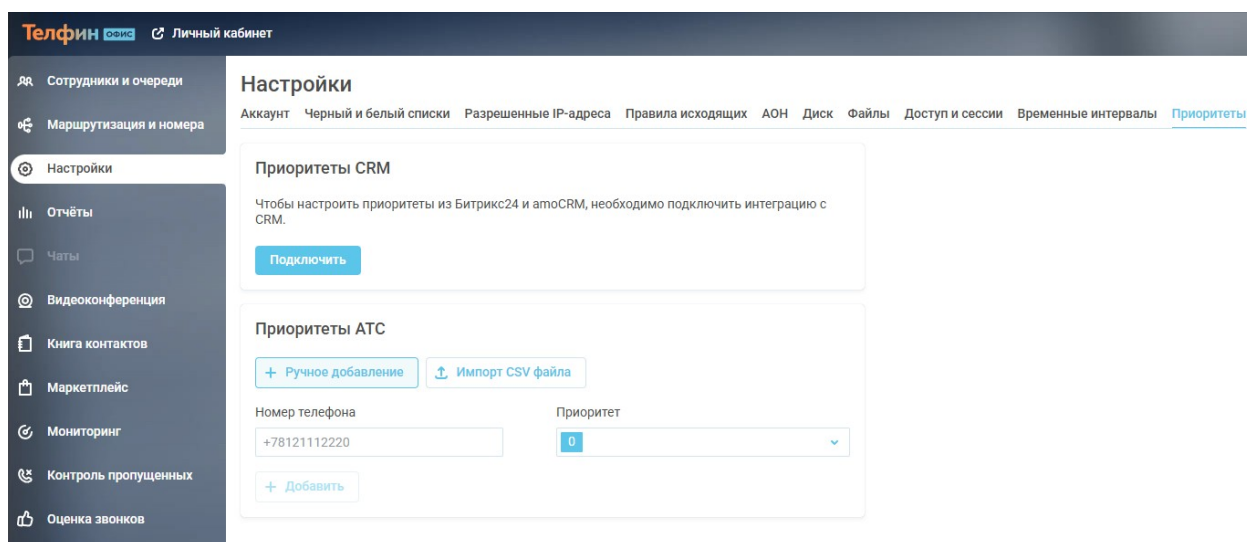 Телфин ОФИС Личный кабинет
Сотрудники и очереди
Маршрутизация и номера
Настройки
Отчёты
Чаты
Видеоконференция
Книга контактов
Маркетплейс
Мониторинг
Контроль пропущенных
Оценка звонков
Настройки
Аккаунт Черный и белый списки Разрешенные IP-адреса Правила исходящих АОН Диск Файлы Доступ и сессии Временные интервалы Приоритеты
Приоритеты CRM
Чтобы настроить приоритеты из Битрикс24 и amoCRM, необходимо подключить интеграцию с
CRM.
Подключить
Приоритеты АТС
+ Ручное добавление Импорт CSV файла
Номер телефона Приоритет
+78121112220 0
+ Добавить